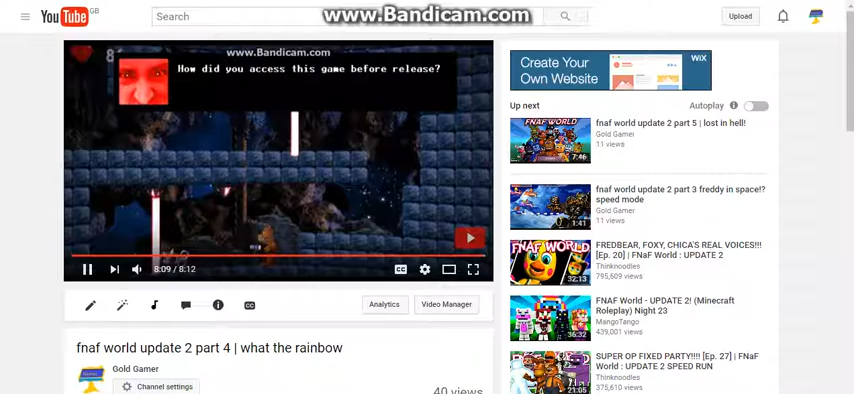 YouTube GB
Search
www.Bandicam.com
Upload
www.Bandicam.com
How did you access this game before release?
8:09 / 8:12
CC
CC
Analytics
Video Manager
fnaf world update 2 part 4 | what the rainbow
Gold Gamer
Channel settings
40 views
Create Your
Own Website
WiX
Up next
Autoplay
FNAF WORLD
7:46
fnaf world update 2 part 5 | lost in hell!
Gold Gamer
11 views
1:41
fnaf world update 2 part 3 freddy in space!?
speed mode
Gold Gamer
11 views
FNAF WORLD
32:13
FREDBEAR, FOXY, CHICA'S REAL VOICES!!!
[Ep. 20] | FNaF World : UPDATE 2
Thinknoodles
795,609 views
36:32
FNAF World - UPDATE 2! (Minecraft
Roleplay) Night 23
MangoTango
439,001 views
21:05
SUPER OP FIXED PARTY!!!! [Ep. 27] | FNaF
World : UPDATE 2 SPEED RUN
Thinknoodles
375,610 views